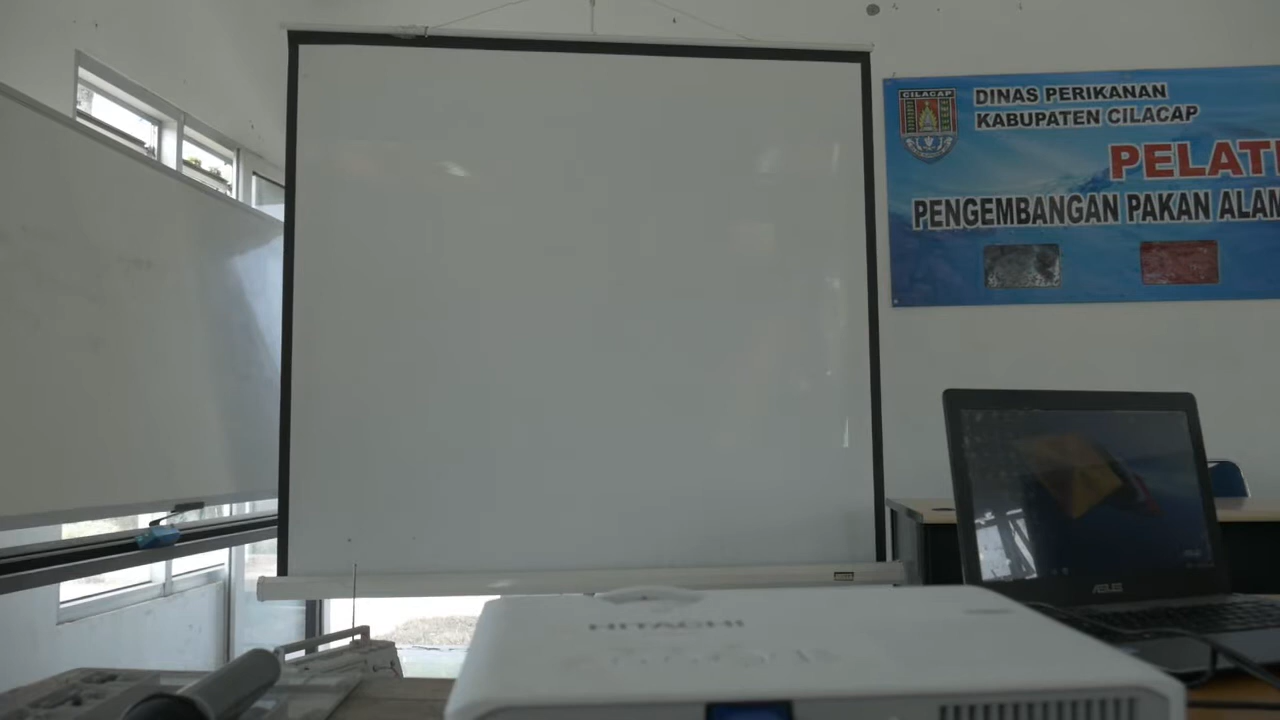 CILACAP
DINAS PERIKANAN
KABUPATEN CILACAP
PELATI
PENGEMBANGAN PAKAN ALAM
ASUS
HITACHI